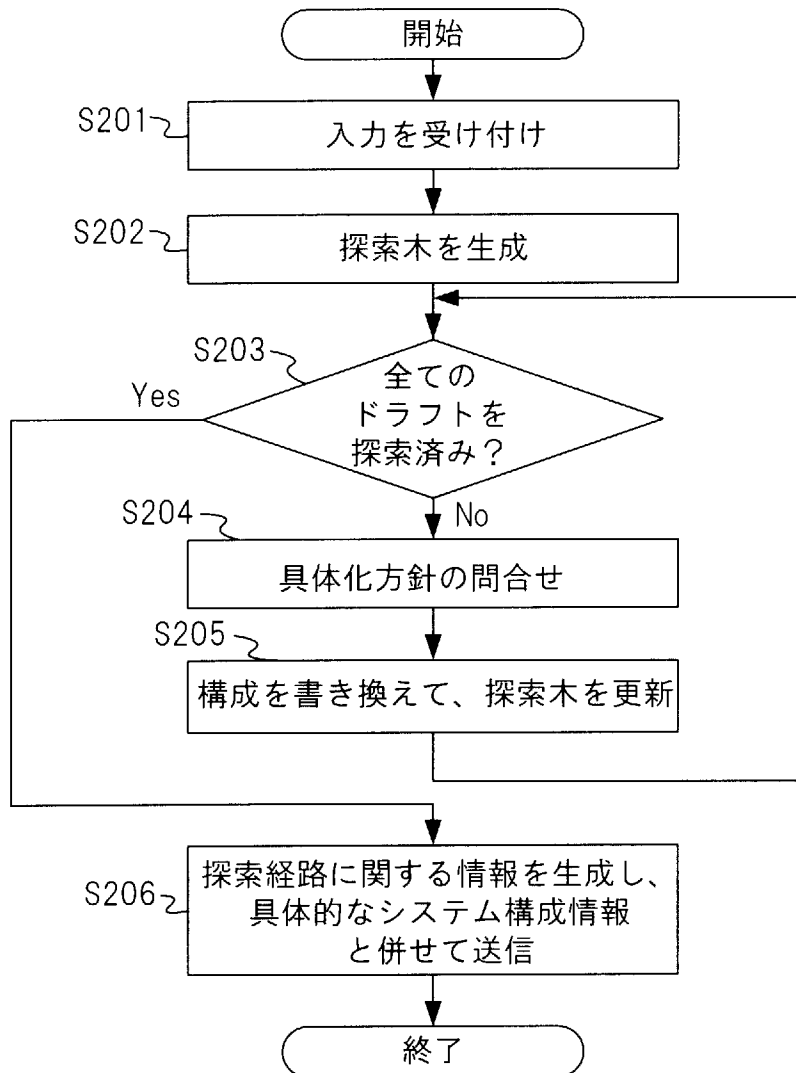 開始
S201
入力を受け付け
S202
探索木を生成
S203
Yes
全ての
ドラフトを
探索済み？
S204
No
具体化方針の問合せ
S205
構成を書き換えて、探索木を更新
S206
探索経路に関する情報を生成し、
具体的なシステム構成情報
と併せて送信
終了